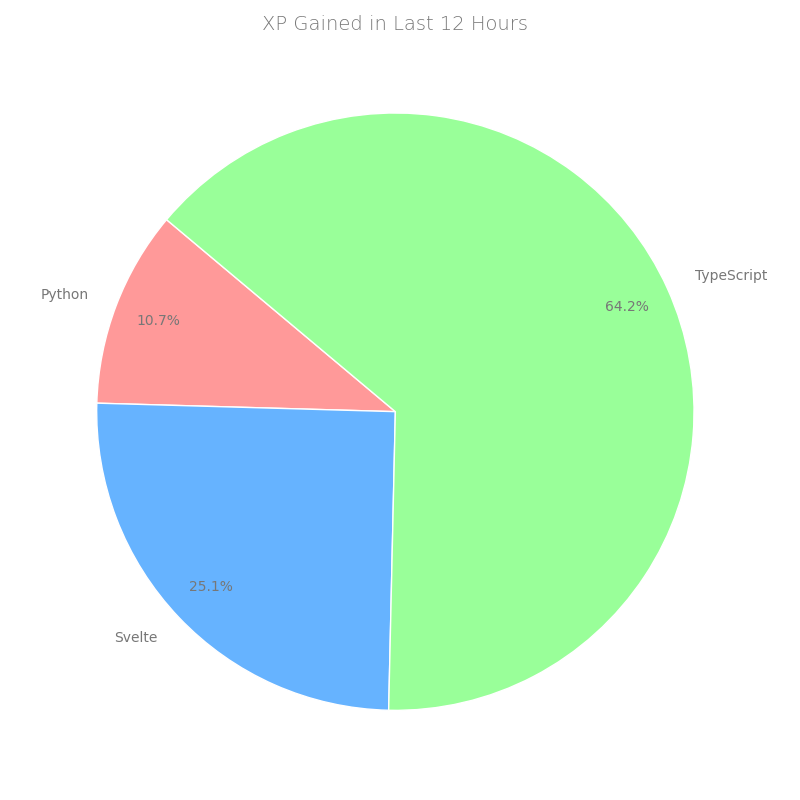 XP Gained in Last 12 Hours
TypeScript
64.2%
Python
10.7%
25.1%
Svelte